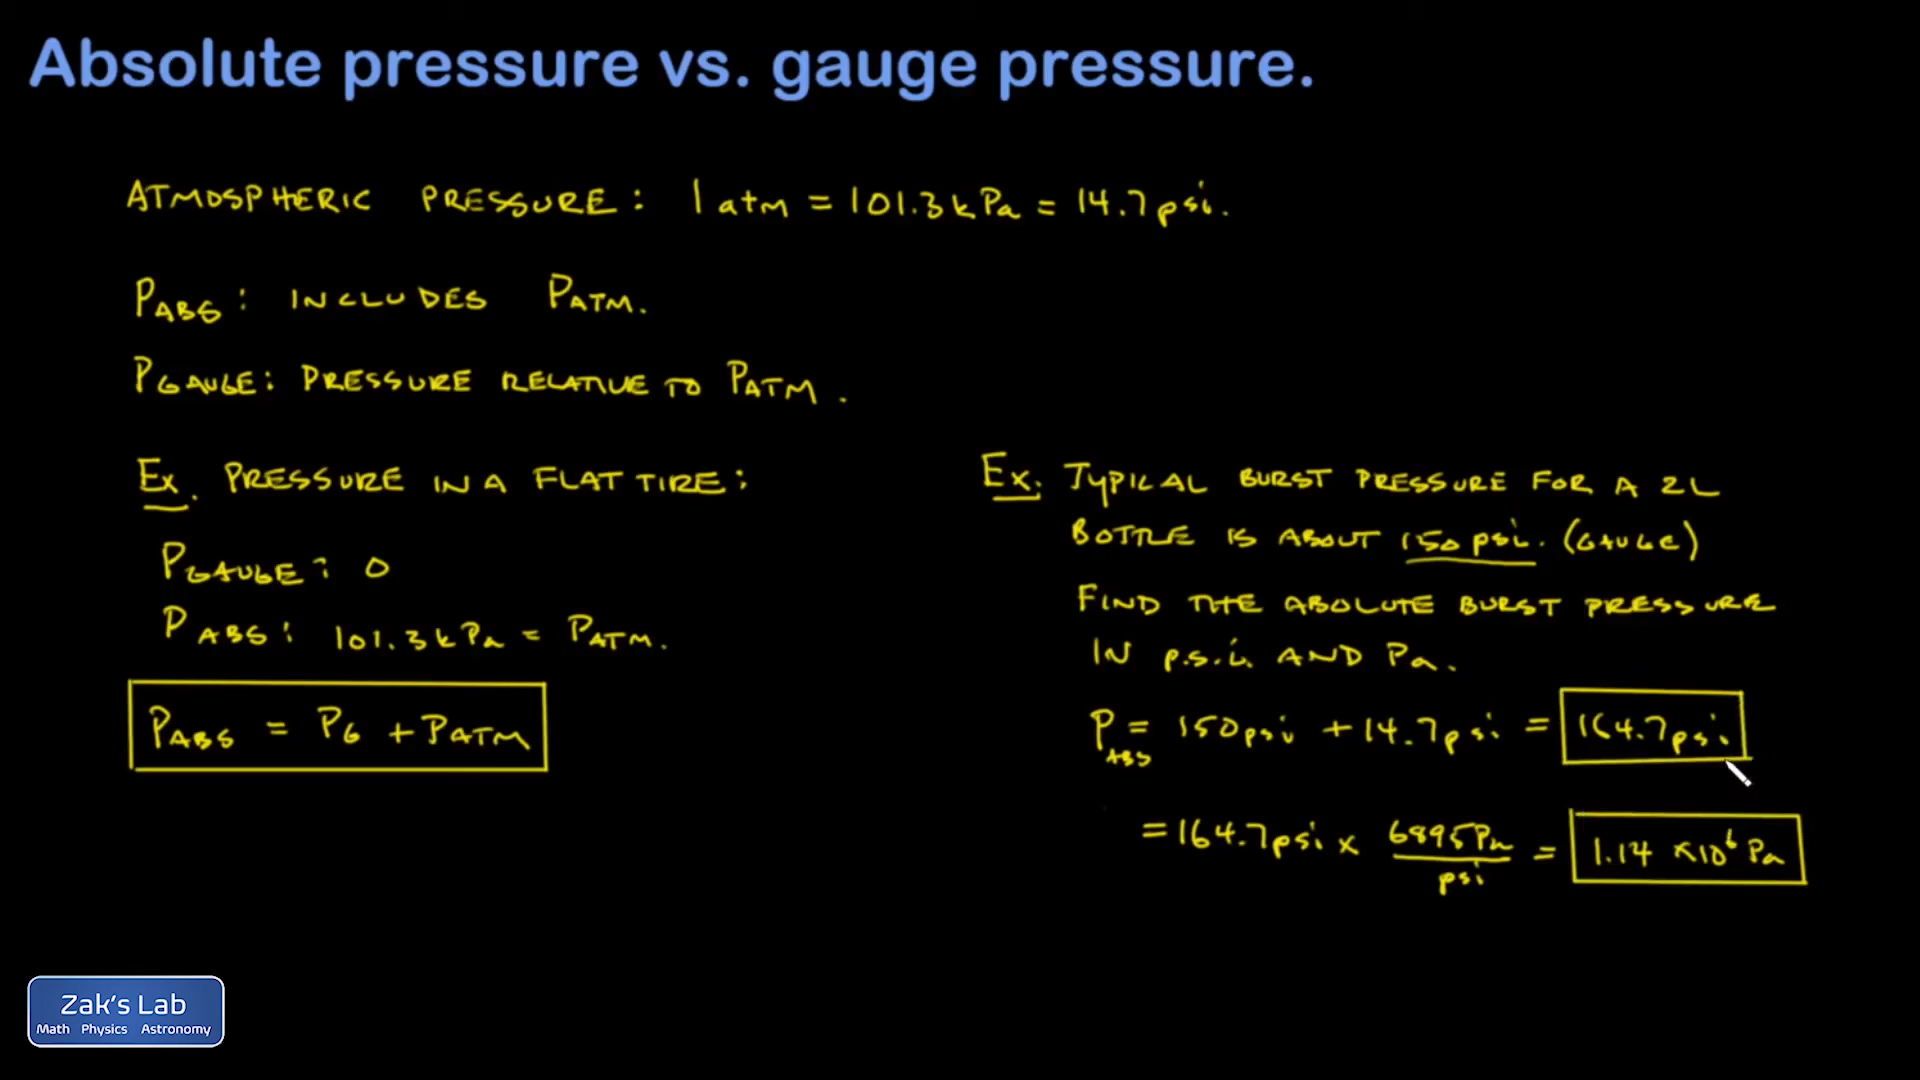 Absolute pressure vs. gauge pressure.
ATMOSPHERIC PRESSURE: 1 atm = 101.3 kPa = 14.7 psi.
PABS: INCLUDES PATM.
PGAUGE: PRESSURE RELATIVE TO PATM.
Ex. PRESSURE IN A FLAT TIRE:
PGAUGE: 0
PABS: 101.3 kPa = PATM.
PABS = PG + PATM
Ex. TYPICAL BURST PRESSURE FOR A 2L
BOTTLE IS ABOUT 150 psi. (GAUGE)
FIND THE ABSOLUTE BURST PRESSURE
IN p.s.i. AND Pa.
PABS = 150 psi + 14.7 psi = 164.7 psi
= 164.7 psi x 6895 Pa / psi = 1.14 x10⁶ Pa
Zak's Lab
Math Physics Astronomy